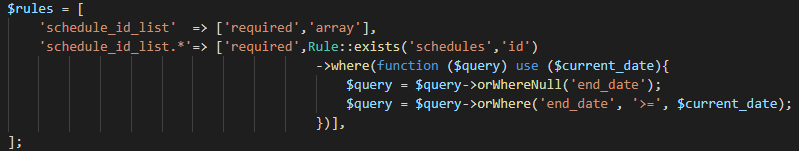 $rules = [
'schedule_id_list'  => ['required','array'],
'schedule_id_list.*'=> ['required',Rule::exists('schedules','id')
->where(function ($query) use ($current_date){
$query = $query->orWhereNull('end_date');
$query = $query->orWhere('end_date', '>=', $current_date);
})],
];